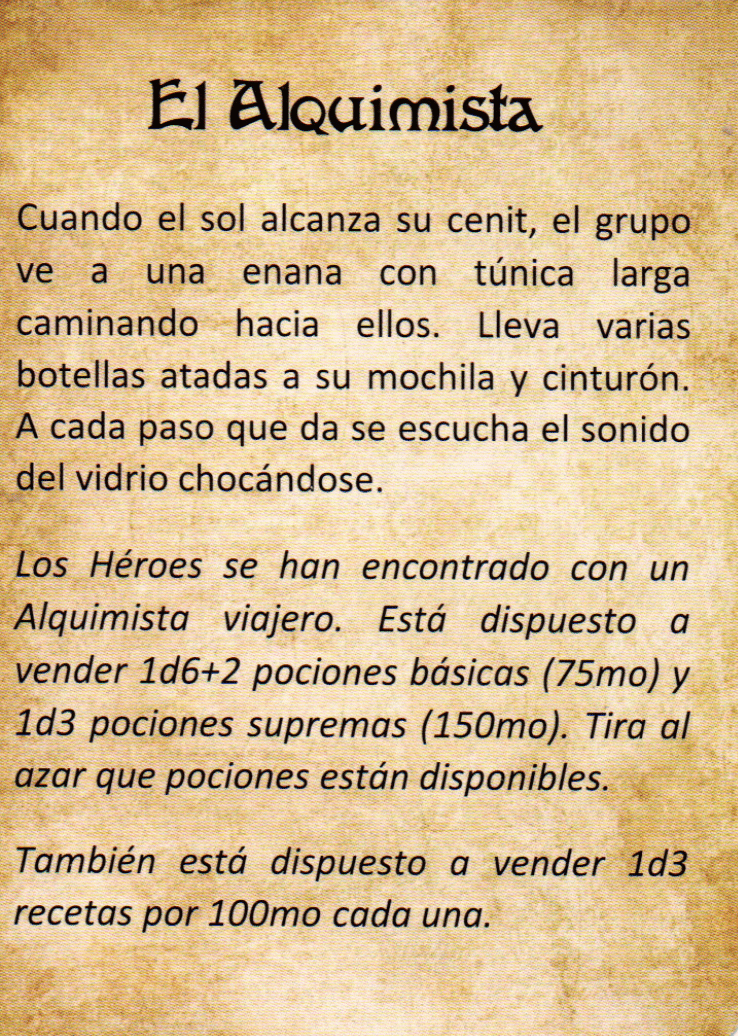 El Alquimista
Cuando el sol alcanza su cenit, el grupo
ve a una enana con túnica larga
caminando hacia ellos. Lleva varias
botellas atadas a su mochila y cinturón.
A cada paso que da se escucha el sonido
del vidrio chocándose.
Los Héroes se han encontrado con un
Alquimista viajero. Está dispuesto a
vender 1d6+2 pociones básicas (75mo) y
1d3 pociones supremas (150mo). Tira al
azar que pociones están disponibles.
También está dispuesto a vender 1d3
recetas por 100mo cada una.